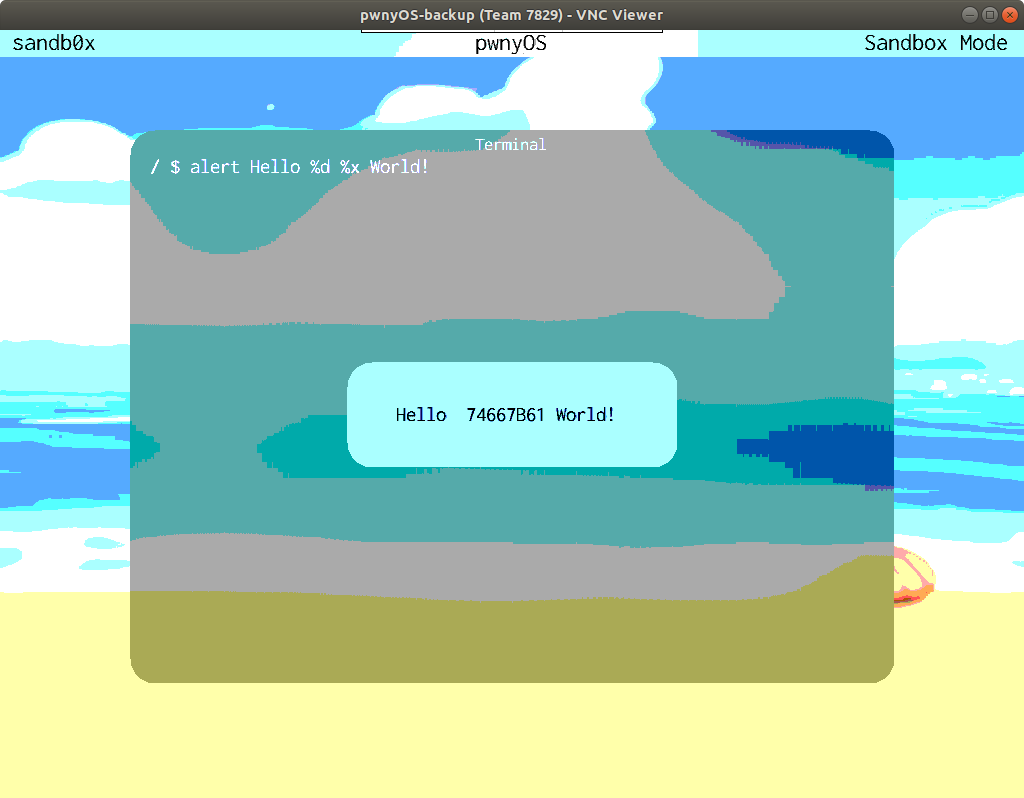 pwnyOS-backup (Team 7829) - VNC Viewer
sandb0x pwnyOS Sandbox Mode
Terminal
/ $ alert Hello %d %x World!
Hello  74667B61 World!